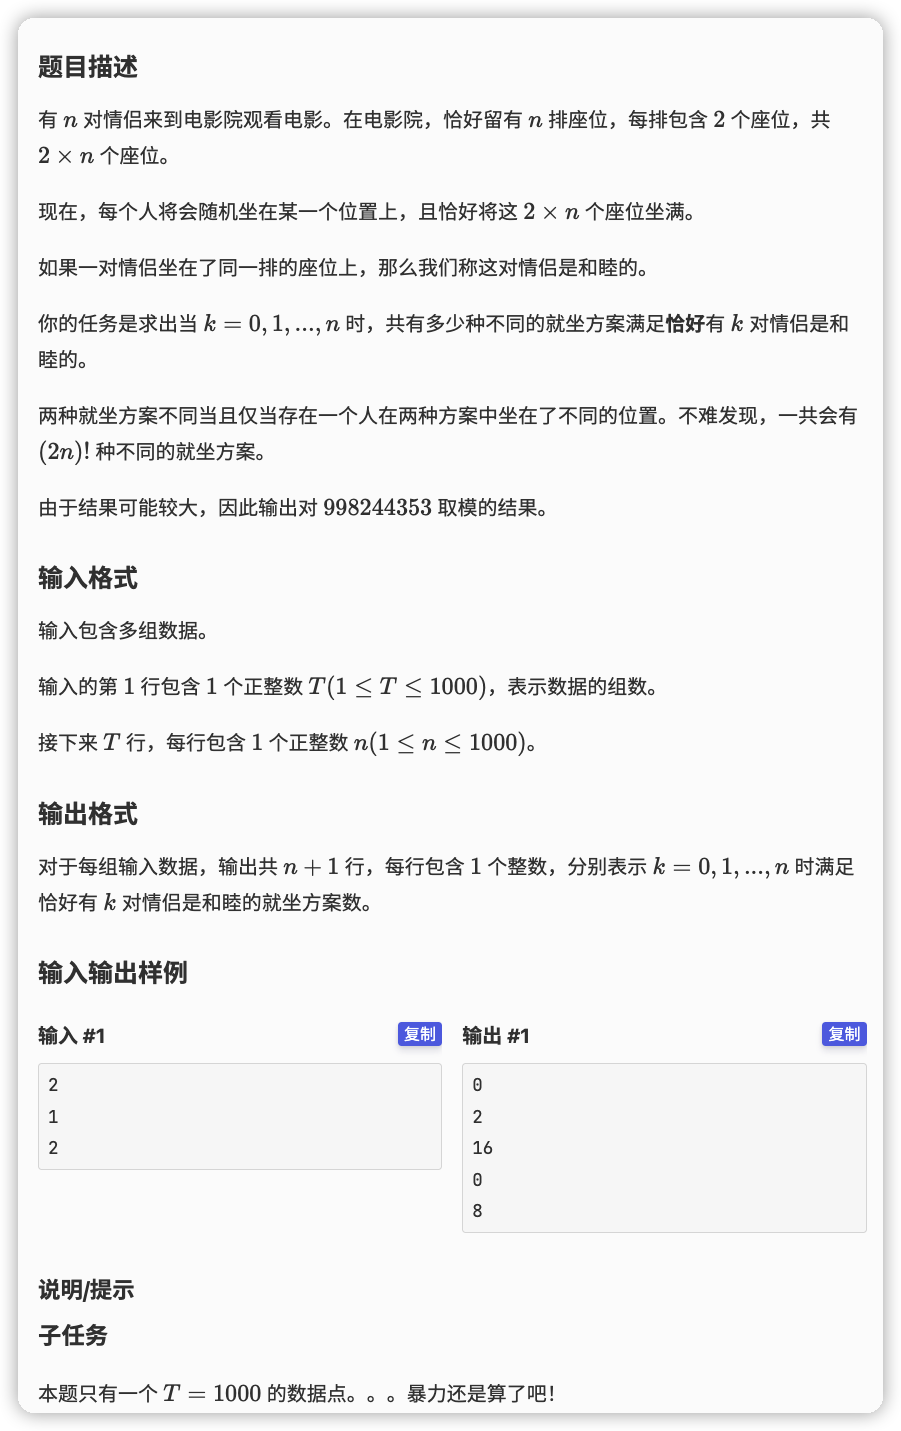 题目描述
有 n 对情侣来到电影院观看电影。在电影院，恰好留有 n 排座位，每排包含 2 个座位，共
2 × n 个座位。
现在，每个人将会随机坐在某一个位置上，且恰好将这 2 × n 个座位坐满。
如果一对情侣坐在了同一排的座位上，那么我们称这对情侣是和睦的。
你的任务是求出当 k = 0, 1, ..., n 时，共有多少种不同的就坐方案满足恰好有 k 对情侣是和
睦的。
两种就坐方案不同当且仅当存在一个人在两种方案中坐在了不同的位置。不难发现，一共会有
(2n)! 种不同的就坐方案。
由于结果可能较大，因此输出对 998244353 取模的结果。
输入格式
输入包含多组数据。
输入的第 1 行包含 1 个正整数 T(1 ≤ T ≤ 1000)，表示数据的组数。
接下来 T 行，每行包含 1 个正整数 n(1 ≤ n ≤ 1000)。
输出格式
对于每组输入数据，输出共 n + 1 行，每行包含 1 个整数，分别表示 k = 0, 1, ..., n 时满足
恰好有 k 对情侣是和睦的就坐方案数。
输入输出样例
输入 #1
复制
2
1
2
输出 #1
复制
0
2
16
0
8
说明/提示
子任务
本题只有一个 T = 1000 的数据点。。。暴力还是算了吧！